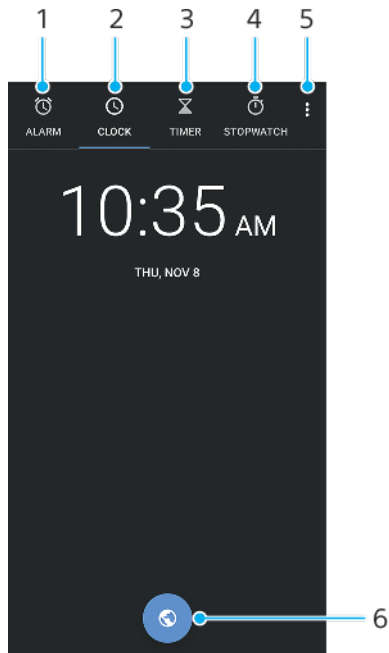 1 2 3 4 5
ALARM CLOCK TIMER STOPWATCH
10:35 AM
THU, NOV 8
6